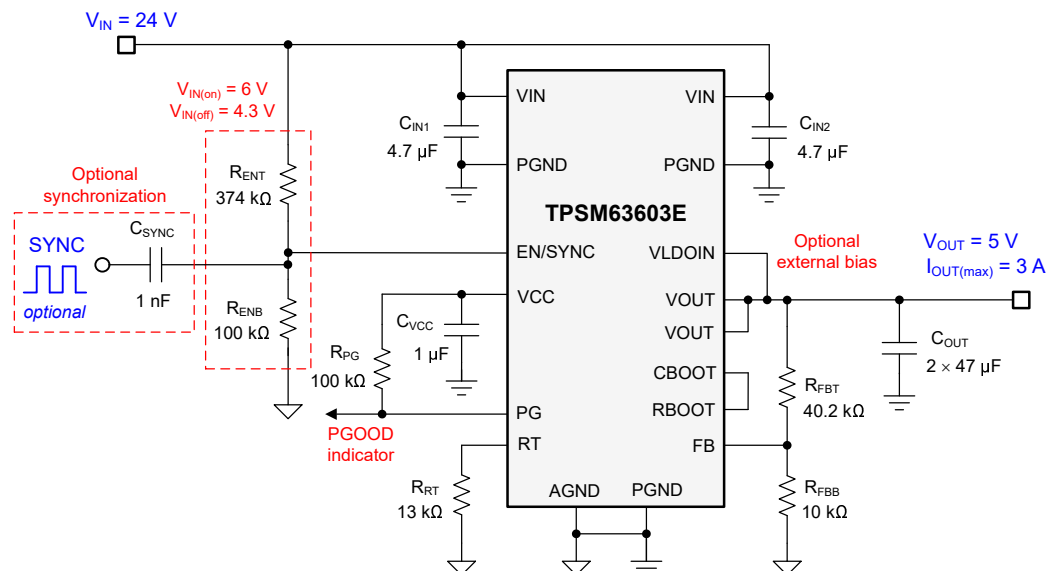 VIN = 24 V
VIN(on) = 6 V
VIN(off) = 4.3 V
Optional
synchronization
SYNC
optional
CSYNC
1 nF
RENT
374 kΩ
RENB
100 kΩ
CIN1
4.7 µF
CIN2
4.7 µF
RPG
100 kΩ
CVCC
1 µF
PGOOD
indicator
RRT
13 kΩ
VIN
PGND
TPSM63603E
EN/SYNC
VCC
PG
RT
AGND
PGND
VIN
PGND
VLDOIN
VOUT
VOUT
CBOOT
RBOOT
FB
Optional
external bias
VOUT = 5 V
IOUT(max) = 3 A
COUT
2 × 47 µF
RFBT
40.2 kΩ
RFBB
10 kΩ